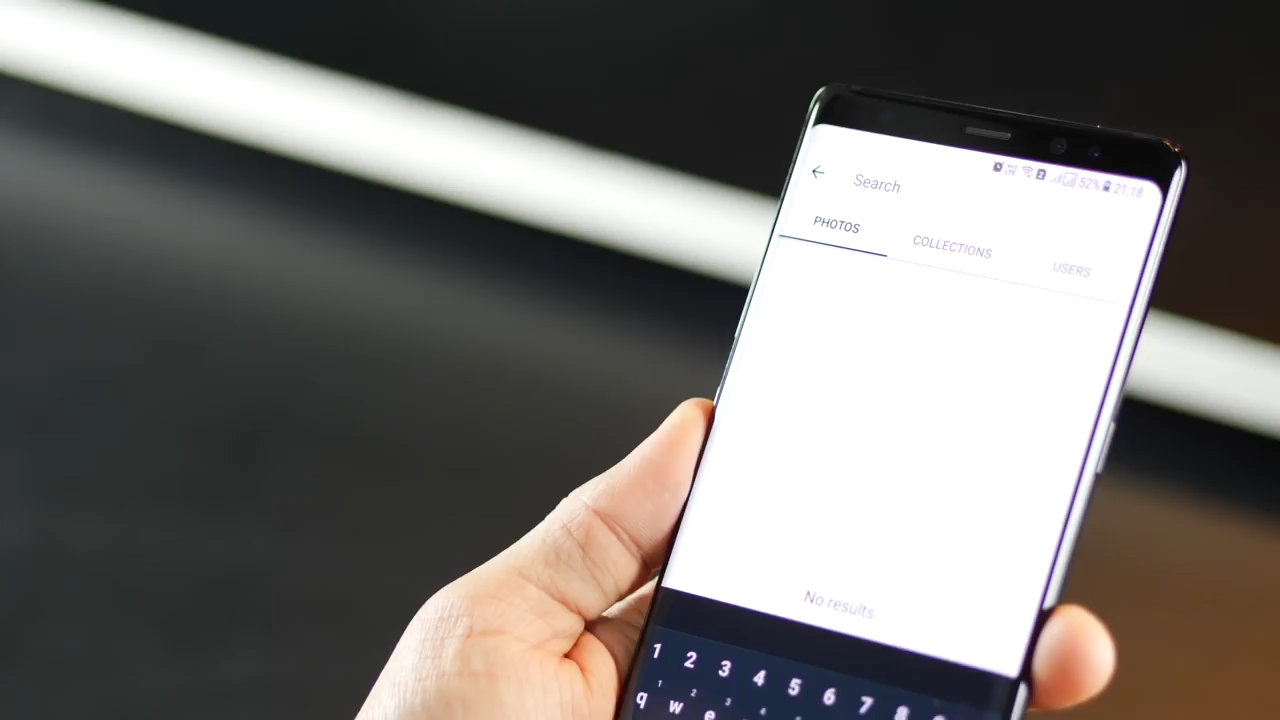 52% 21:18
Search
PHOTOS COLLECTIONS USERS
No results
1 2 3 4 5 6 7 8
q w e